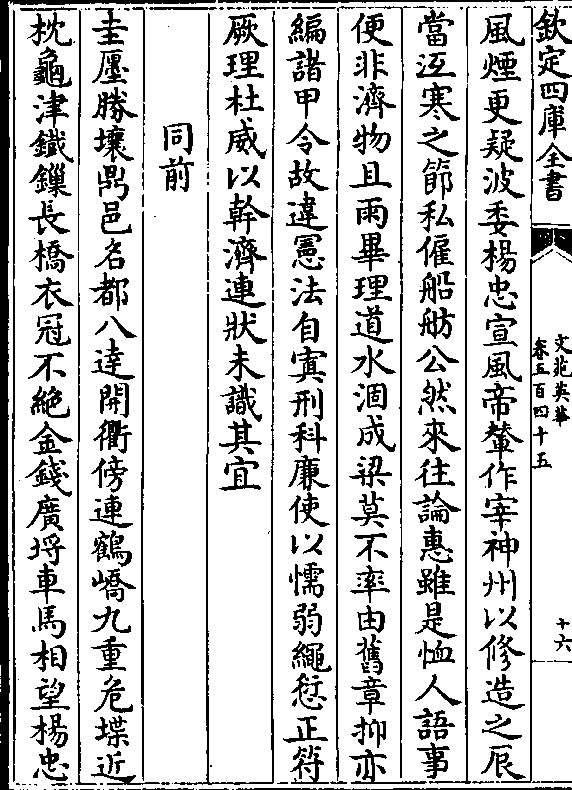 欽定四庫全書
文苑英華
卷五百四十五
十六
風煙更疑波委楊忠宣風帝輦作宰神州以修造之辰
當沍寒之節私僱船舫公然來往論惠雖是恤人語事
便非濟物且雨畢理道水涸成梁莫不率由舊章抑亦
編諸甲令故違憲法自寘刑科廉使以懦弱繩愆正符
厥理杜威以幹濟連狀未識其宜
同前
圭㕓勝壤鼎邑名都八達開衢傍連鶴嶠九重危堞近
枕龜津鐵鏁長橋衣冠不絶金錢廣埒車馬相望楊忠